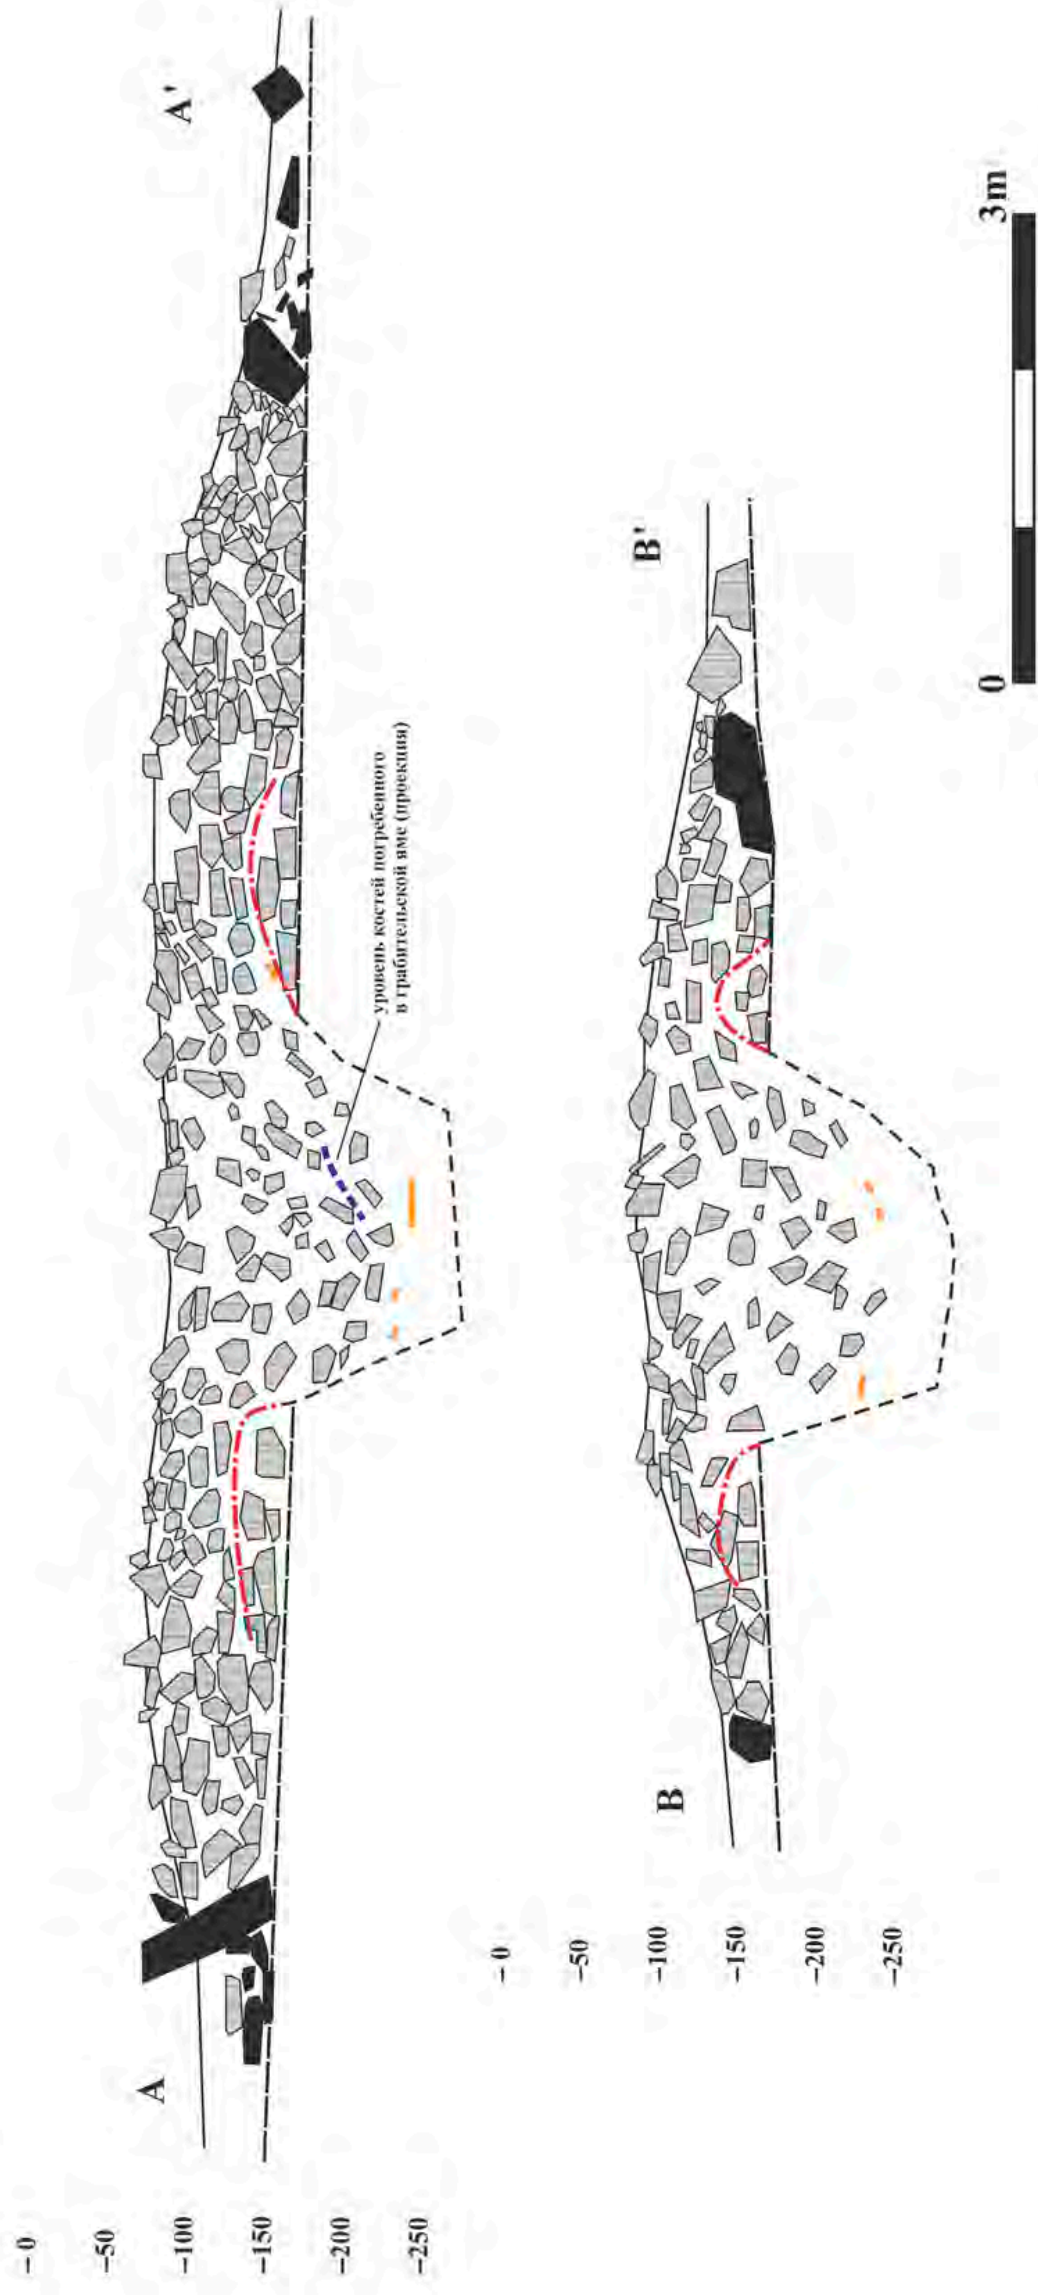 – 0
–50
–100
–150
–200
–250
A
A'
уровень костей погребенного
в грабительской яме (проекция)
– 0
–50
–100
–150
–200
–250
B
B'
0
3m